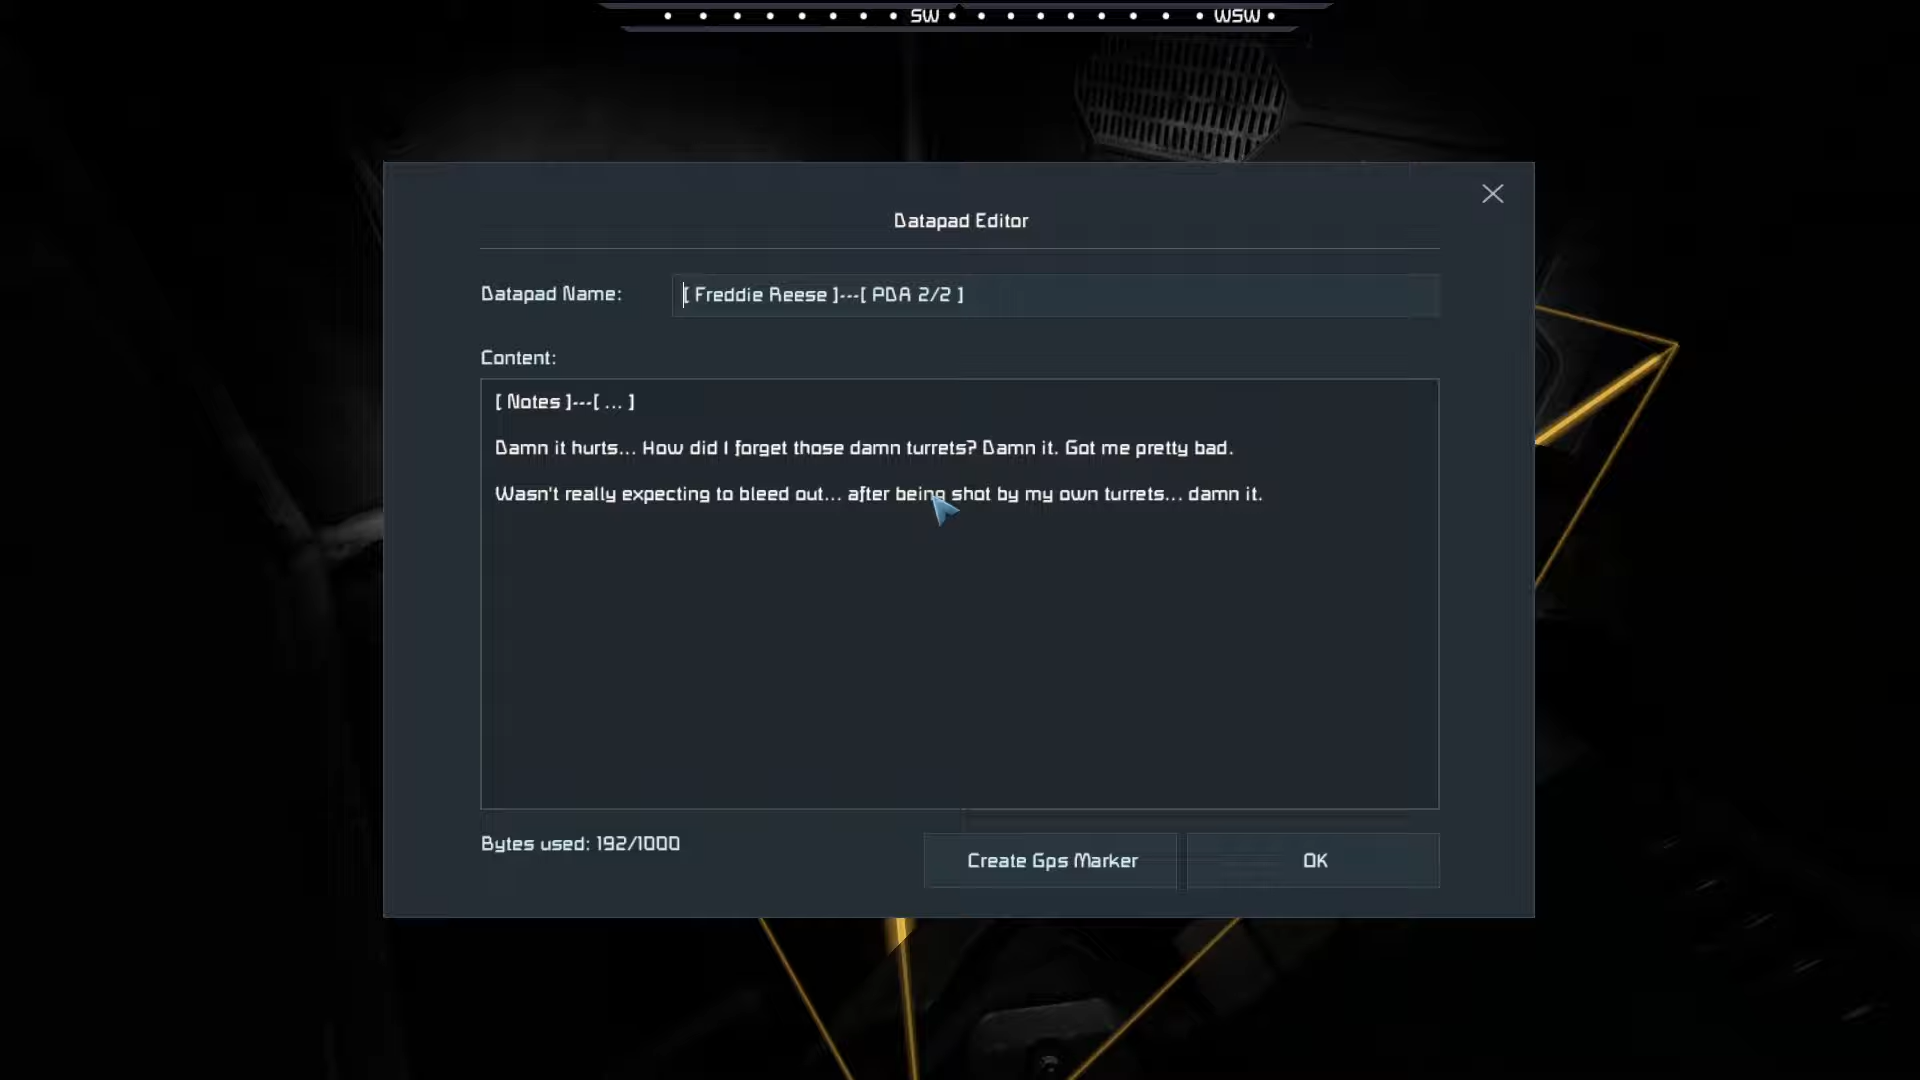 SW WSW
Datapad Editor
Datapad Name: [ Freddie Reese ]---[ PDA 2/2 ]
Content:
[ Notes ]---[ ... ]
Damn it hurts... How did I forget those damn turrets? Damn it. Got me pretty bad.
Wasn't really expecting to bleed out... after being shot by my own turrets... damn it.
Bytes used: 192/1000
Create Gps Marker OK